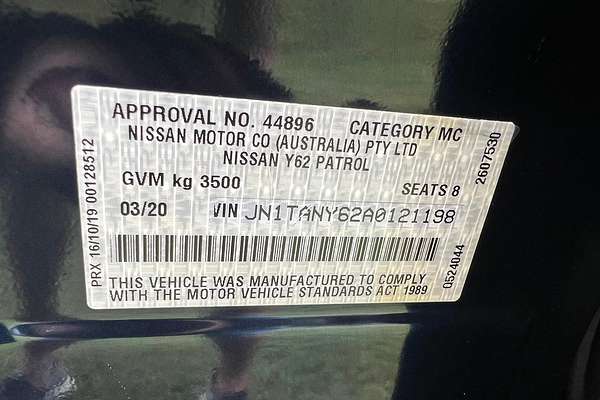 APPROVAL NO. 44896 CATEGORY MC
NISSAN MOTOR CO (AUSTRALIA) PTY LTD
NISSAN Y62 PATROL
GVM kg 3500 SEATS 8
03/20 VIN JN1TANY62A0121198
THIS VEHICLE WAS MANUFACTURED TO COMPLY
WITH THE MOTOR VEHICLE STANDARDS ACT 1989
PRX 16/10/19 00128512
2607530
0524044